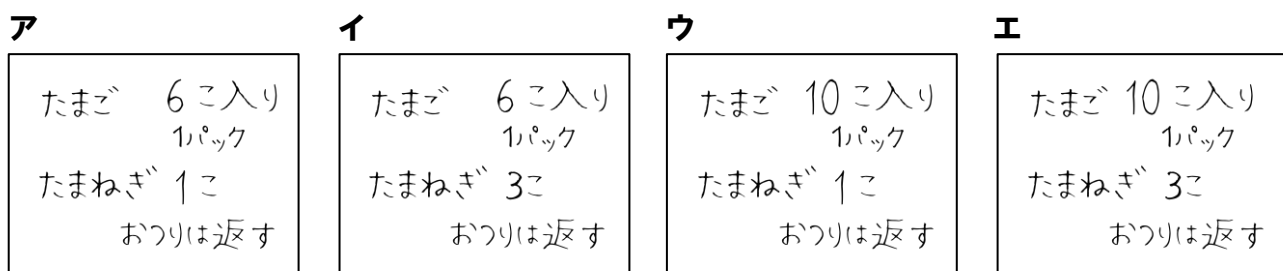 ア
たまご 6こ入り
1パック
たまねぎ 1こ
おつりは返す
イ
たまご 6こ入り
1パック
たまねぎ 3こ
おつりは返す
ウ
たまご 10こ入り
1パック
たまねぎ 1こ
おつりは返す
エ
たまご 10こ入り
1パック
たまねぎ 3こ
おつりは返す